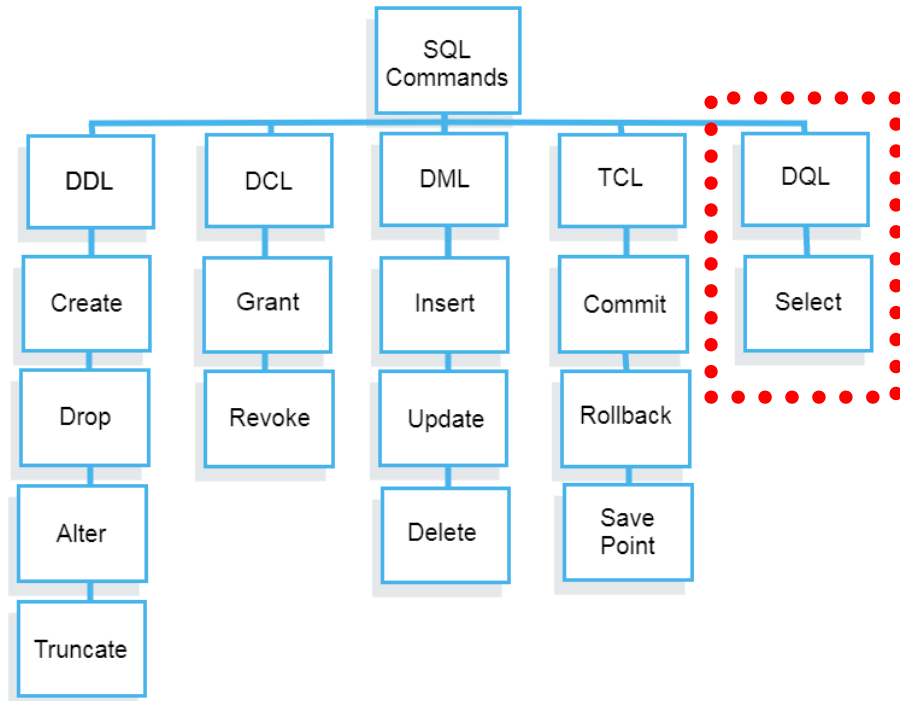 SQL
Commands
DDL
DCL
DML
TCL
DQL
Create
Grant
Insert
Commit
Select
Drop
Revoke
Update
Rollback
Alter
Delete
Save
Point
Truncate